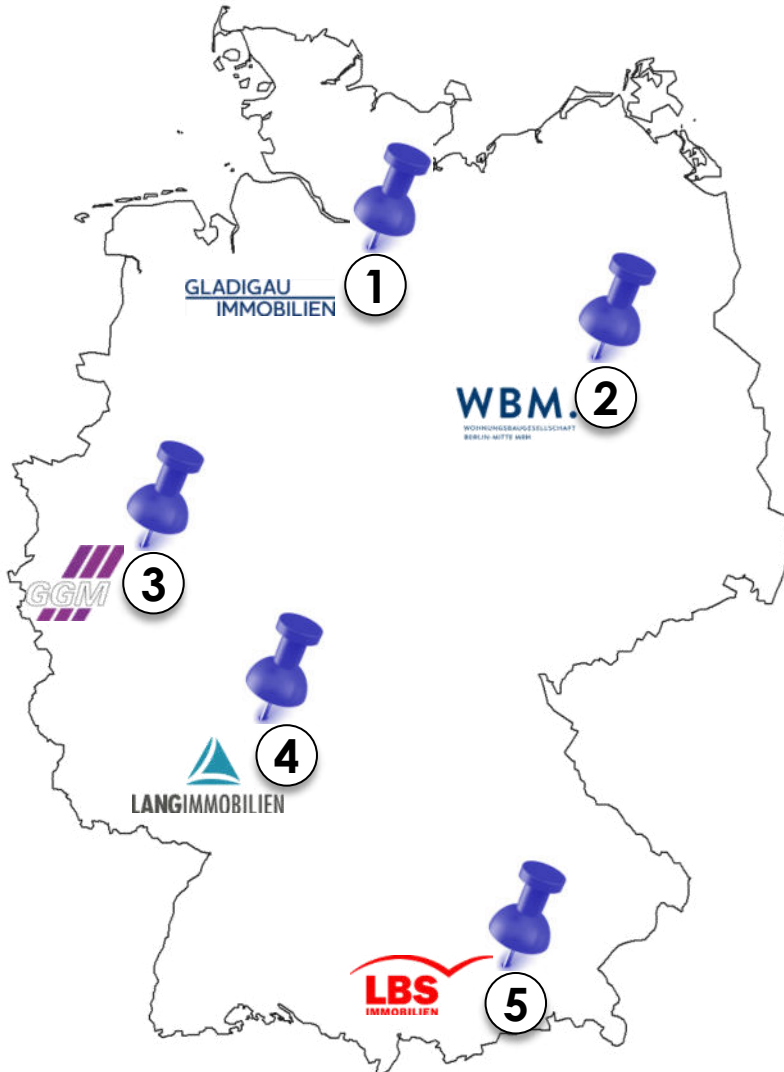 GLADIGAU
IMMOBILIEN
1
WBM.
WOHNUNGSBAUGESELLSCHAFT
BERLIN-MITTE MBH
2
GGM
3
LANGIMMOBILIEN
4
LBS
IMMOBILIEN
5